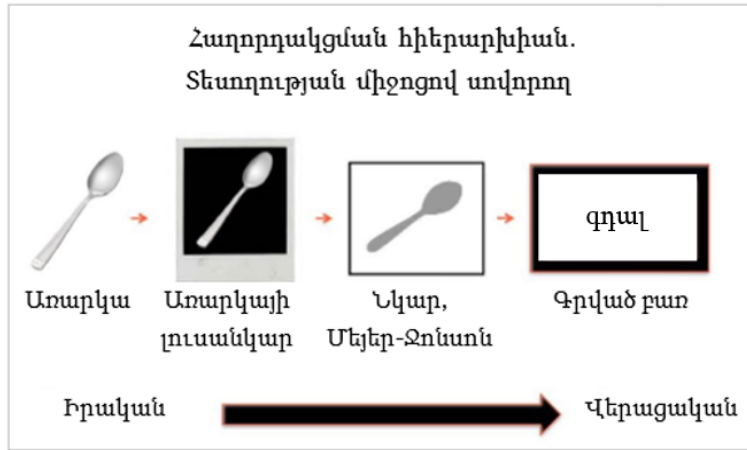 Հաղորդակցման հիերարխիան.
Տեսողության միջոցով սովորող
գդալ
Առարկա
Առարկայի
լուսանկար
Նկար,
Մեյեր-Ջոնսոն
Գրված բառ
Իրական
Վերացական